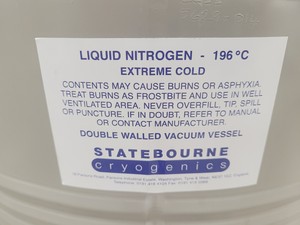 LIQUID NITROGEN - 196°C
EXTREME COLD
CONTENTS MAY CAUSE BURNS OR ASPHYXIA.
TREAT BURNS AS FROSTBITE AND USE IN WELL
VENTILATED AREA. NEVER OVERFILL, TIP, SPILL
OR PUNCTURE. IF IN DOUBT, REFER TO MANUAL
OR CONTACT MANUFACTURER.
DOUBLE WALLED VACUUM VESSEL
STATEBOURNE
cryogenics